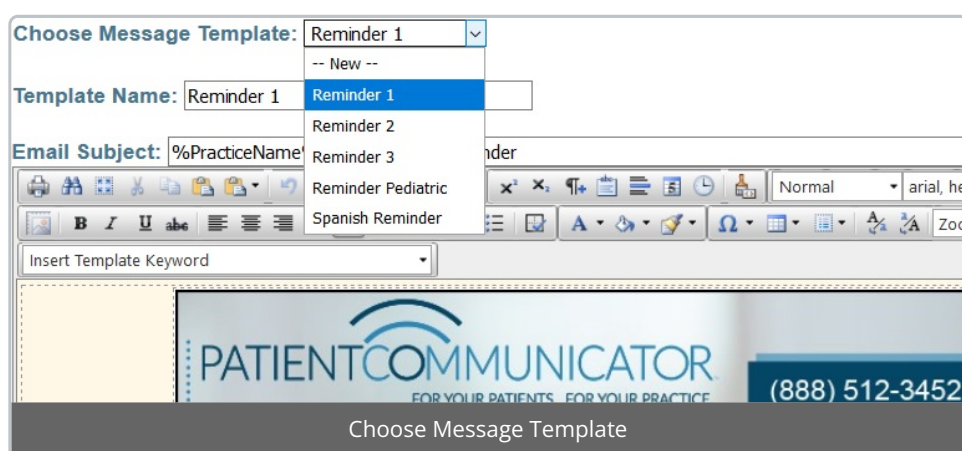 Choose Message Template: Reminder 1
-- New --
Template Name: Reminder 1
Reminder 1
Reminder 2
Email Subject: %PracticeName
Reminder 3
Reminder Pediatric
Spanish Reminder
Normal
arial, he
B I U abc
Insert Template Keyword
PATIENTCOMMUNICATOR
FOR YOUR PATIENTS. FOR YOUR PRACTICE
(888) 512-3452
Choose Message Template